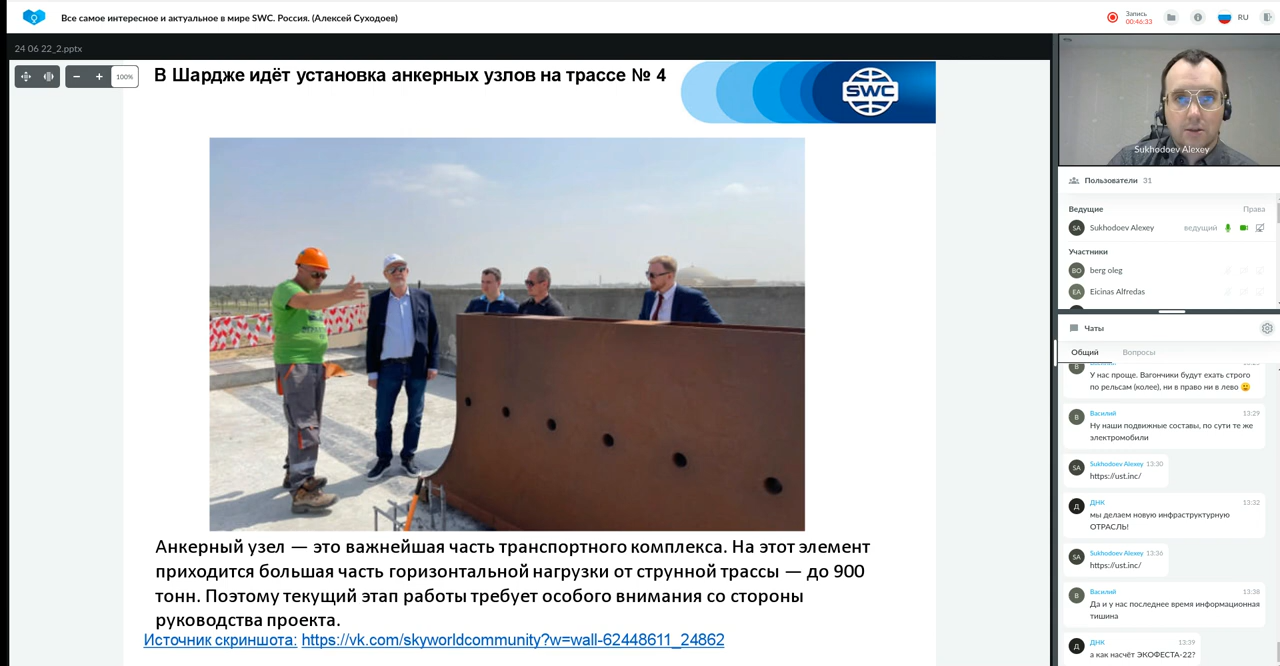 Все самое интересное и актуальное в мире SWC. Россия. (Алексей Суходоев)
Запись
00:46:33
RU
24 06 22_2.pptx
100%
В Шардже идёт установка анкерных узлов на трассе № 4
SWC
Анкерный узел — это важнейшая часть транспортного комплекса. На этот элемент
приходится большая часть горизонтальной нагрузки от струнной трассы — до 900
тонн. Поэтому текущий этап работы требует особого внимания со стороны
руководства проекта.
Источник скриншота: https://vk.com/skyworldcommunity?w=wall-62448611_24862
Sukhodoev Alexey
Пользователи 31
Ведущие Права
SA Sukhodoev Alexey ведущий
Участники
BO berg oleg
EA Eicinas Alfredas
Чаты
Общий Вопросы
В
У нас проще. Вагончики будут ехать строго
по рельсам (колее), ни в право ни в лево
В Василий 13:29
Ну наши подвижные составы, по сути те же
электромобили
SA Sukhodoev Alexey 13:30
https://ust.inc/
Д ДНК 13:32
мы делаем новую инфраструктурную
ОТРАСЛЬ!
SA Sukhodoev Alexey 13:36
https://ust.inc/
В Василий 13:38
Да и у нас последнее время информационная
тишина
Д ДНК 13:39
а как насчёт ЭКОФЕСТА-22?